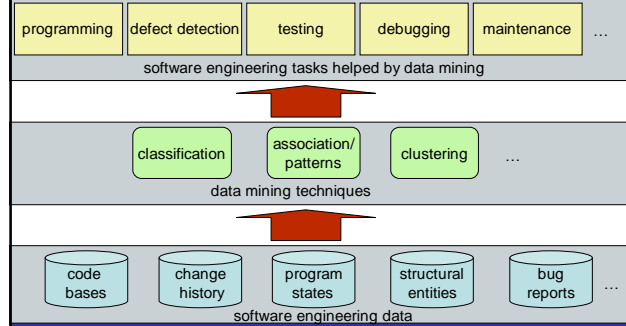 programming defect detection testing debugging maintenance ...
software engineering tasks helped by data mining
classification association/ patterns clustering ...
data mining techniques
code bases change history program states structural entities bug reports ...
software engineering data